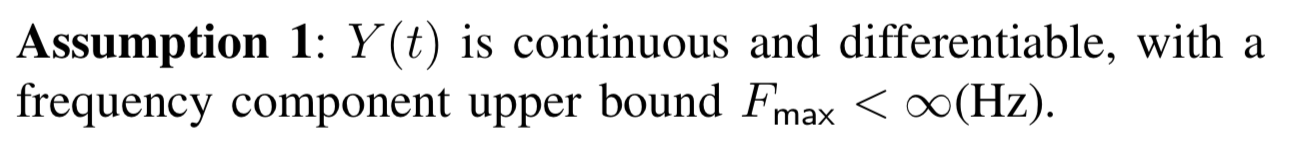 Assumption 1: Y(t) is continuous and differentiable, with a
frequency component upper bound F_max < ∞(Hz).